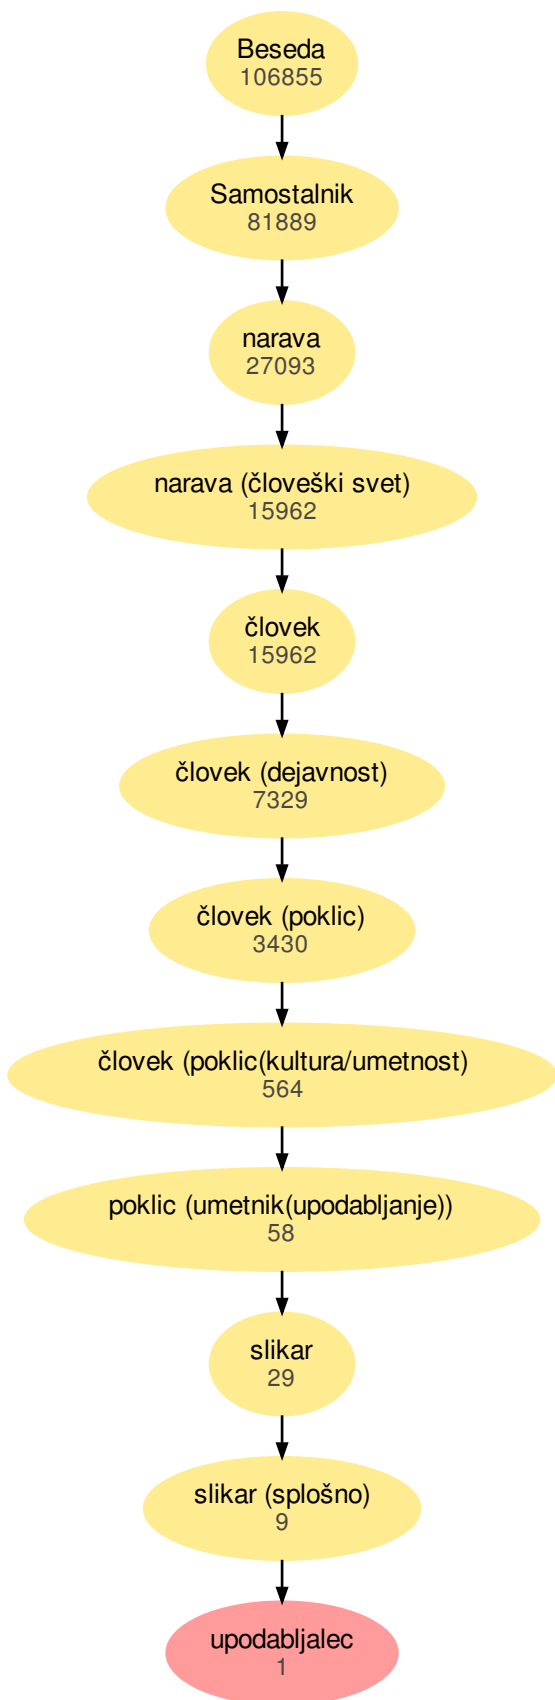 Beseda
106855
Samostalnik
81889
narava
27093
narava (človeški svet)
15962
človek
15962
človek (dejavnost)
7329
človek (poklic)
3430
človek (poklic(kultura/umetnost)
564
poklic (umetnik(upodabljanje))
58
slikar
29
slikar (splošno)
9
upodabljalec
1